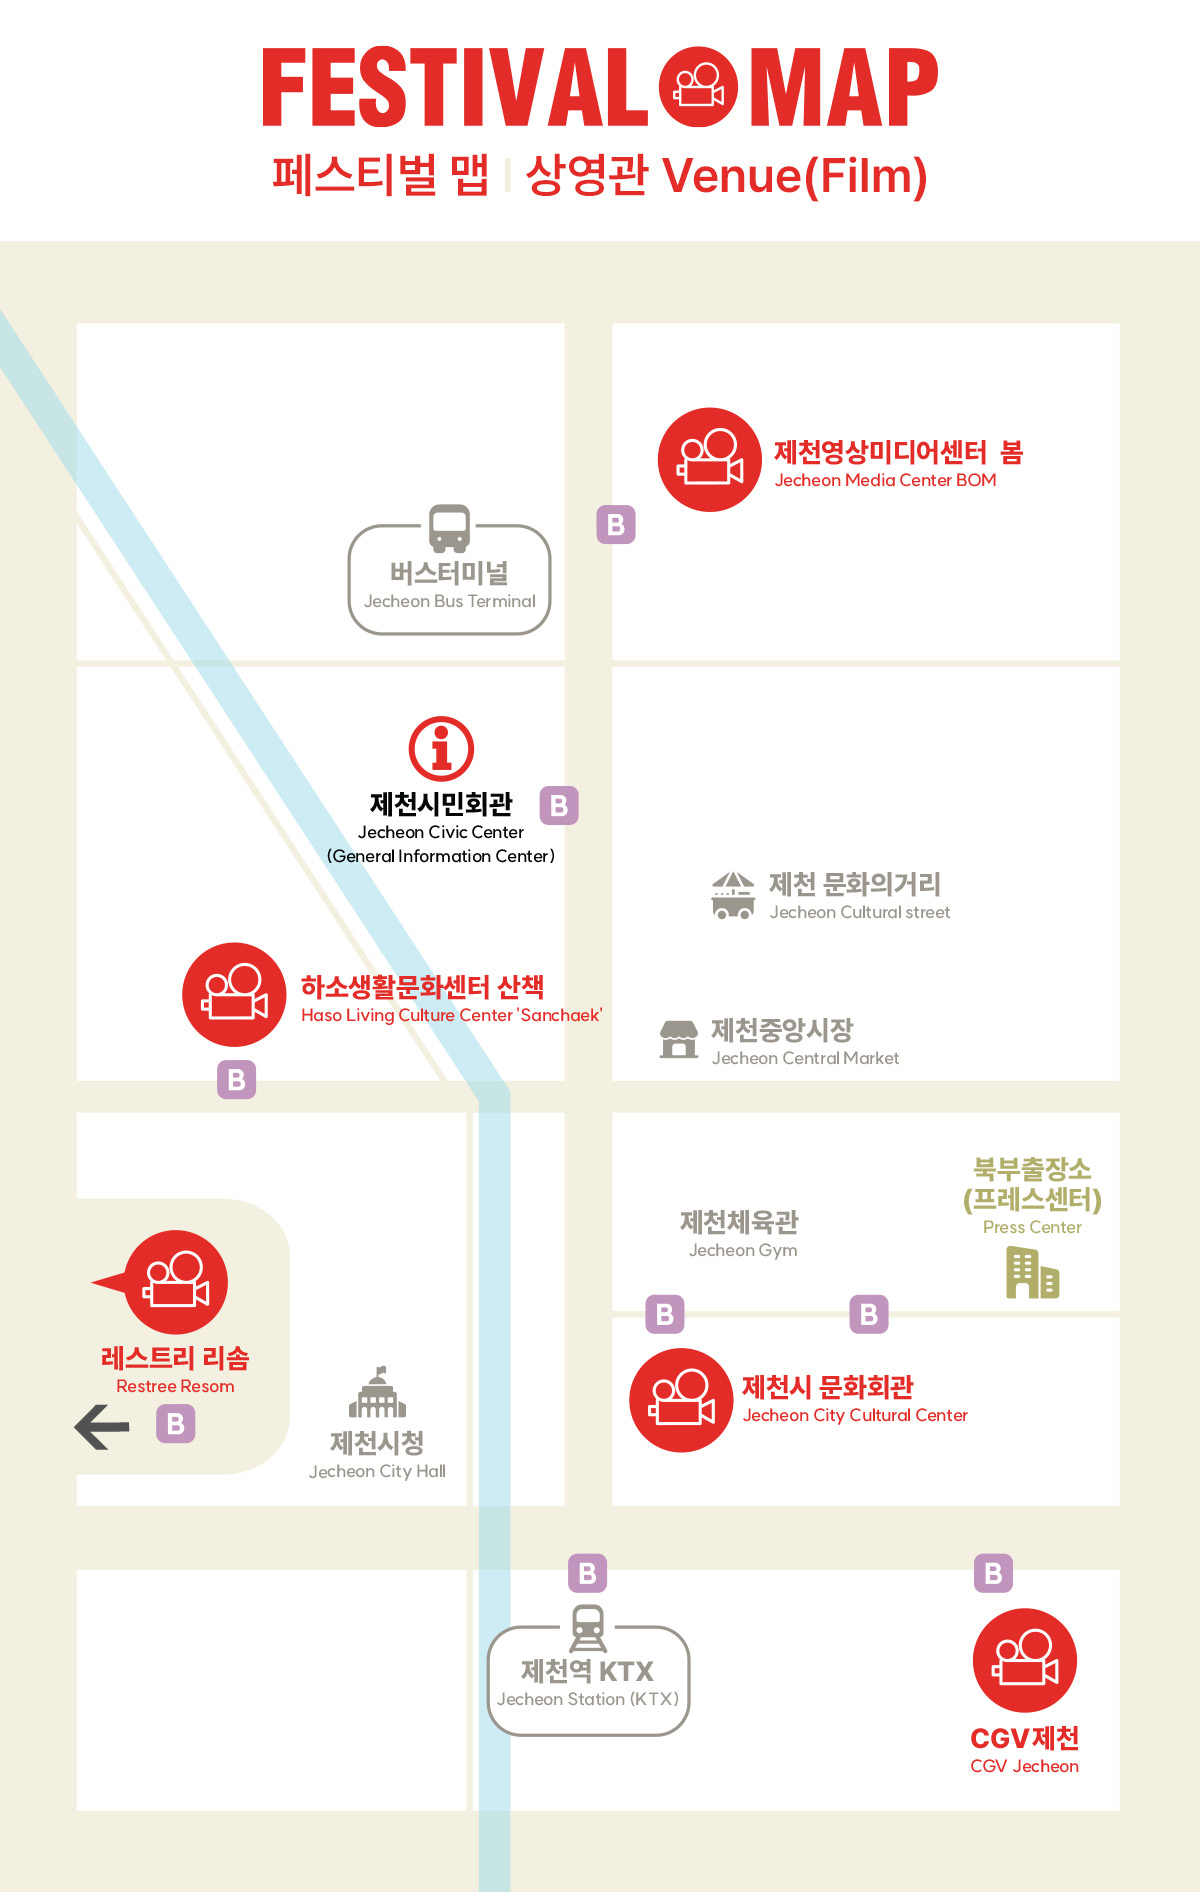 FESTIVAL MAP
페스티벌 맵 | 상영관 Venue(Film)
제천영상미디어센터 봄
Jecheon Media Center BOM
B
버스터미널
Jecheon Bus Terminal
제천시민회관
B
Jecheon Civic Center
(General Information Center)
제천 문화의거리
Jecheon Cultural street
하소생활문화센터 산책
Haso Living Culture Center 'Sanchaek'
제천중앙시장
Jecheon Central Market
B
북부출장소
(프레스센터)
Press Center
제천체육관
Jecheon Gym
B
B
레스트리 리솜
Restree Resom
B
제천시 문화회관
Jecheon City Cultural Center
제천시청
Jecheon City Hall
B
B
제천역 KTX
Jecheon Station (KTX)
CGV제천
CGV Jecheon